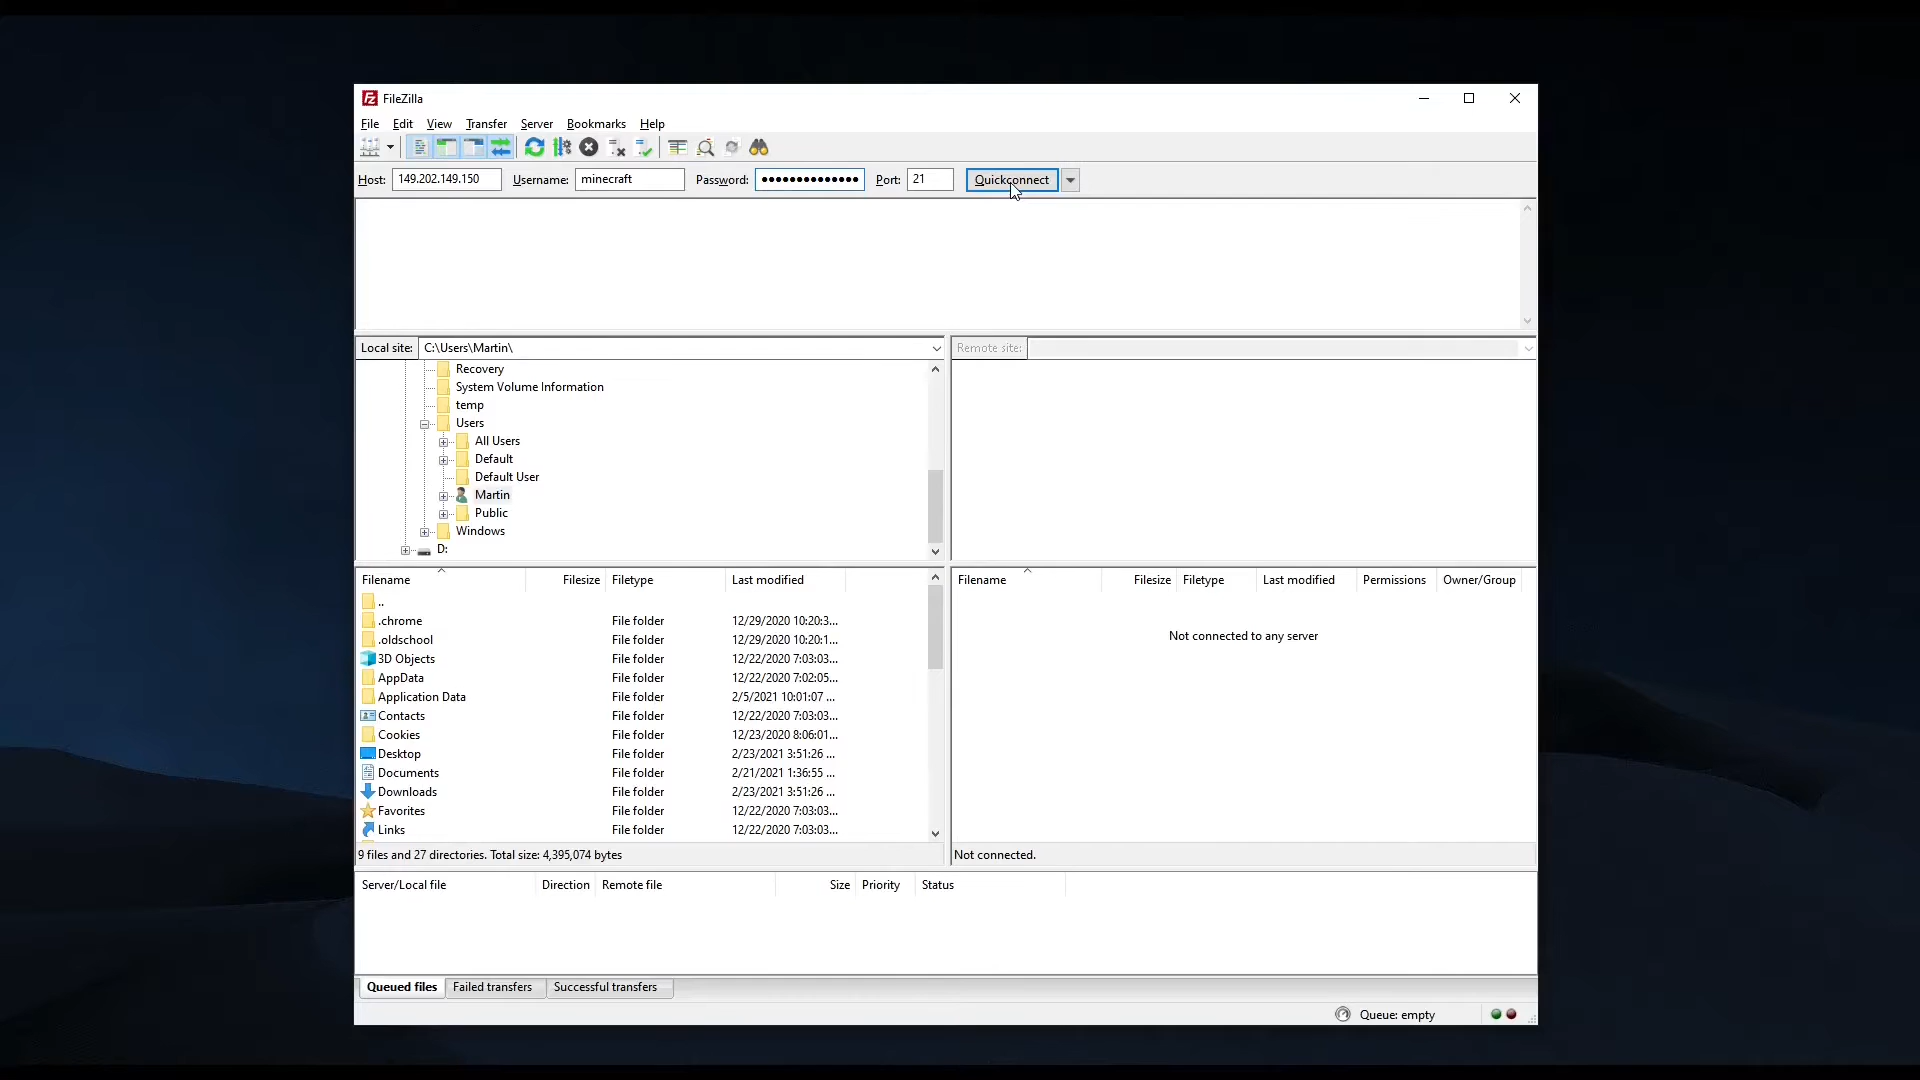 FileZilla
File Edit View Transfer Server Bookmarks Help
Host: 149.202.149.150 Username: minecraft Password: ●●●●●●●●●●●●●● Port: 21 Quickconnect
Local site: C:\Users\Martin\
Remote site:
Recovery
System Volume Information
temp
Users
All Users
Default
Default User
Martin
Public
Windows
D:
Filename Filesize Filetype Last modified
..
.chrome File folder 12/29/2020 10:20:3...
.oldschool File folder 12/29/2020 10:20:1...
3D Objects File folder 12/22/2020 7:03:03...
AppData File folder 12/22/2020 7:02:05...
Application Data File folder 2/5/2021 10:01:07 ...
Contacts File folder 12/22/2020 7:03:03...
Cookies File folder 12/23/2020 8:06:01...
Desktop File folder 2/23/2021 3:51:26 ...
Documents File folder 2/21/2021 1:36:55 ...
Downloads File folder 2/23/2021 3:51:26 ...
Favorites File folder 12/22/2020 7:03:03...
Links File folder 12/22/2020 7:03:03...
9 files and 27 directories. Total size: 4,395,074 bytes
Filename Filesize Filetype Last modified Permissions Owner/Group
Not connected to any server
Not connected.
Server/Local file Direction Remote file Size Priority Status
Queued files Failed transfers Successful transfers
Queue: empty